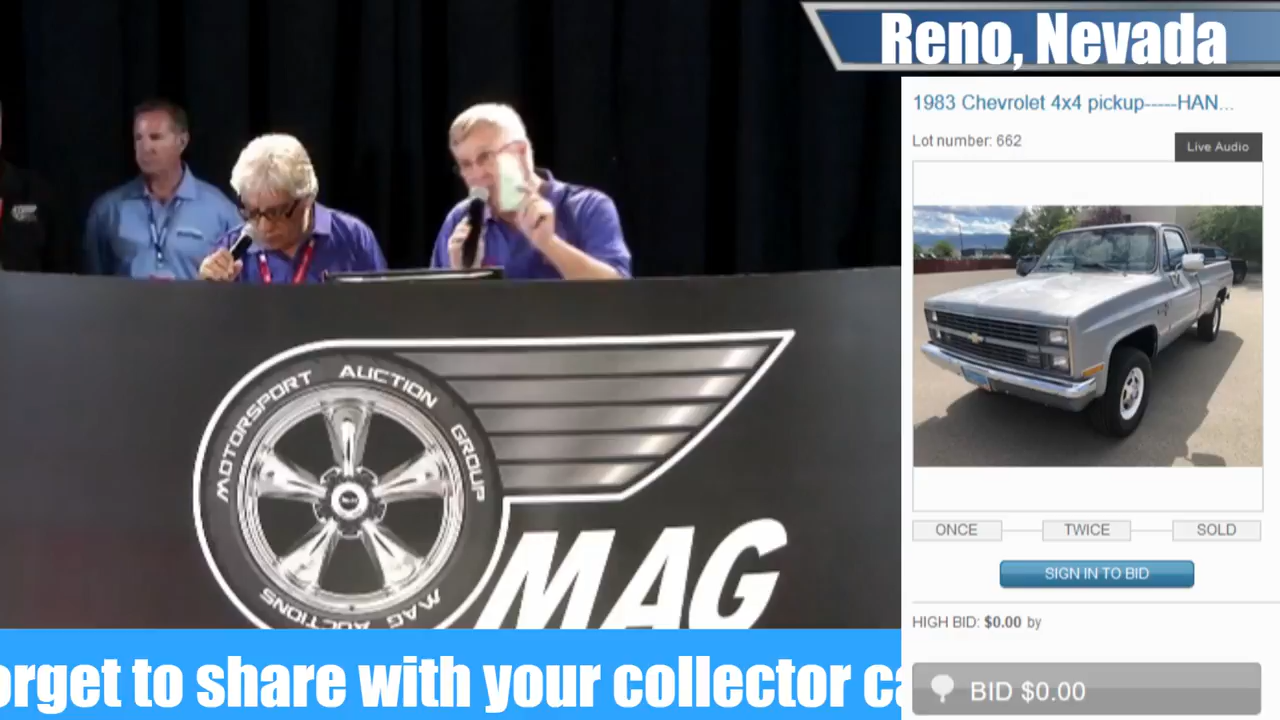 Reno, Nevada
1983 Chevrolet 4x4 pickup-----HAN...
Lot number: 662
Live Audio
MOTORSPORT AUCTION GROUP
MAG AUCTIONS
MAG
ONCE
TWICE
SOLD
SIGN IN TO BID
HIGH BID: $0.00 by
BID $0.00
orget to share with your collector ca